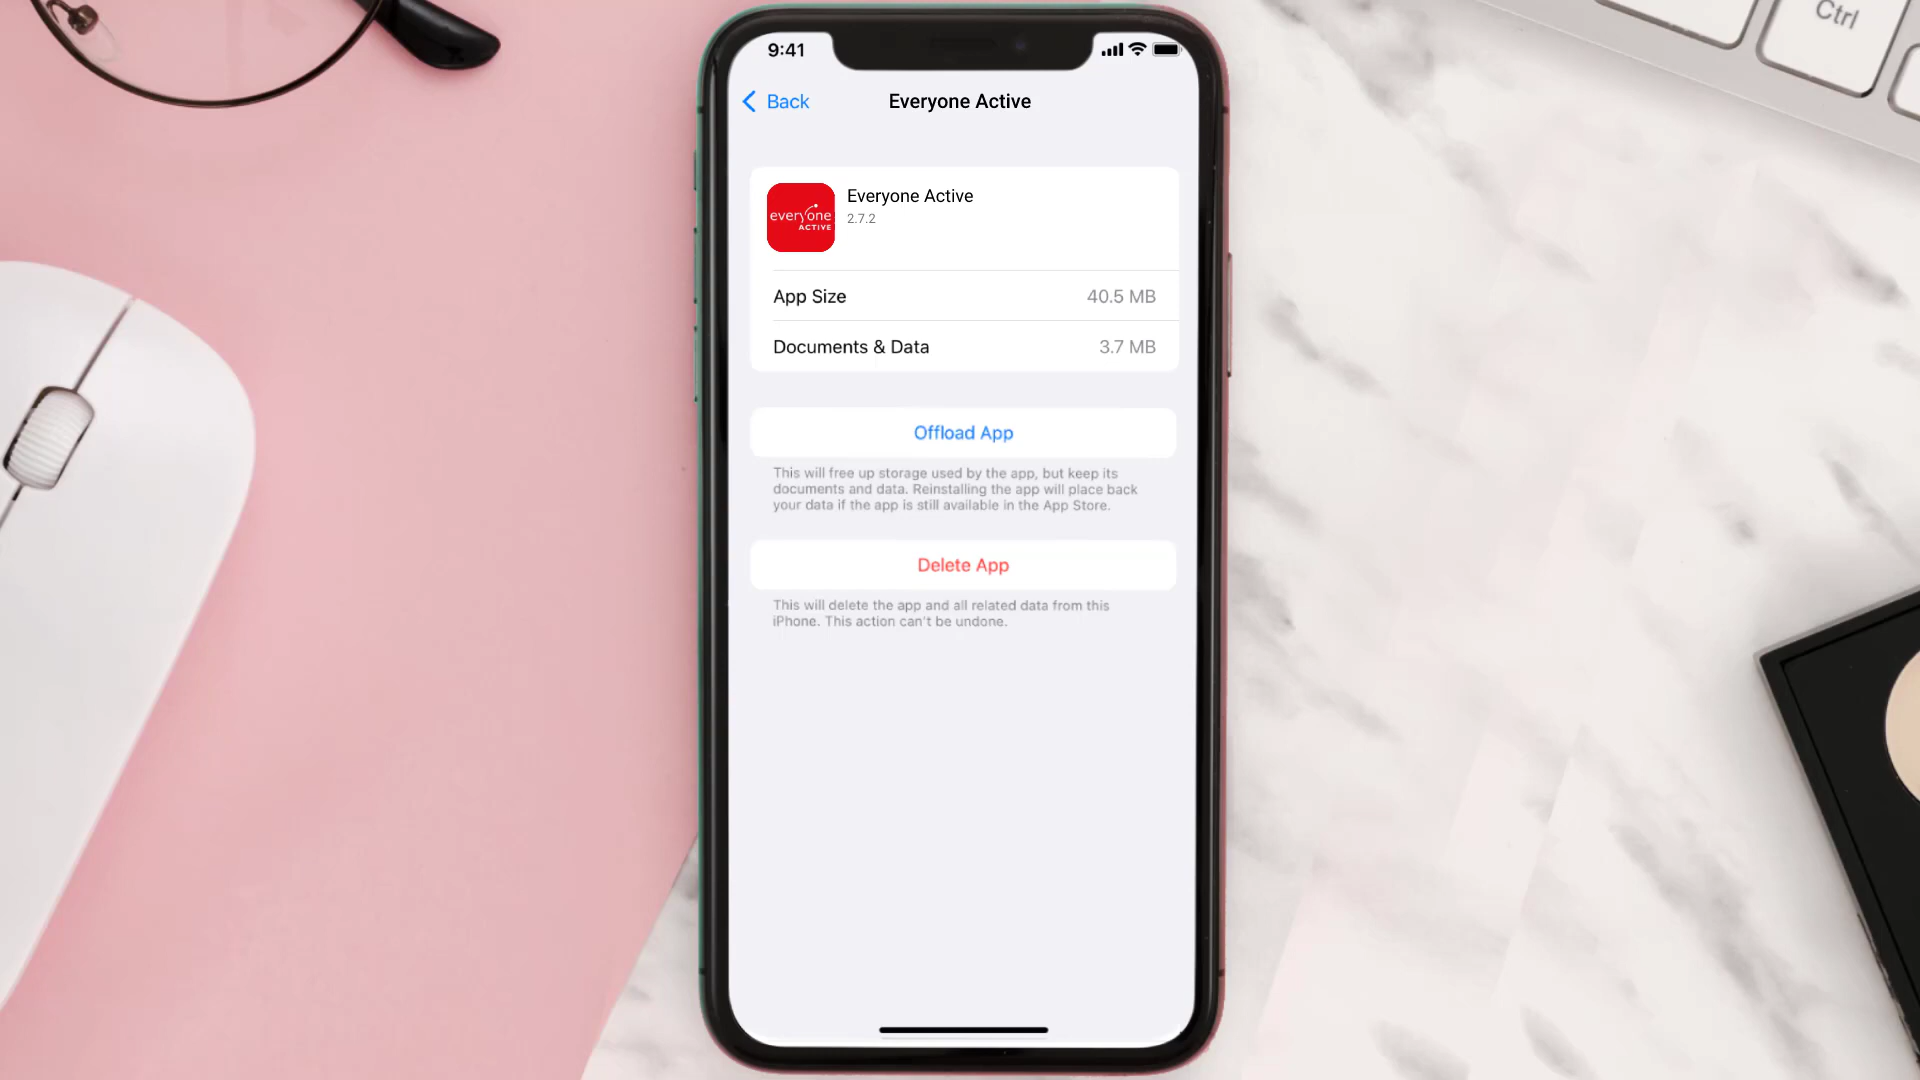 Ctrl
9:41
Back
Everyone Active
everyone
ACTIVE
Everyone Active
2.7.2
App Size
40.5 MB
Documents & Data
3.7 MB
Offload App
This will free up storage used by the app, but keep its
documents and data. Reinstalling the app will place back
your data if the app is still available in the App Store.
Delete App
This will delete the app and all related data from this
iPhone. This action can't be undone.